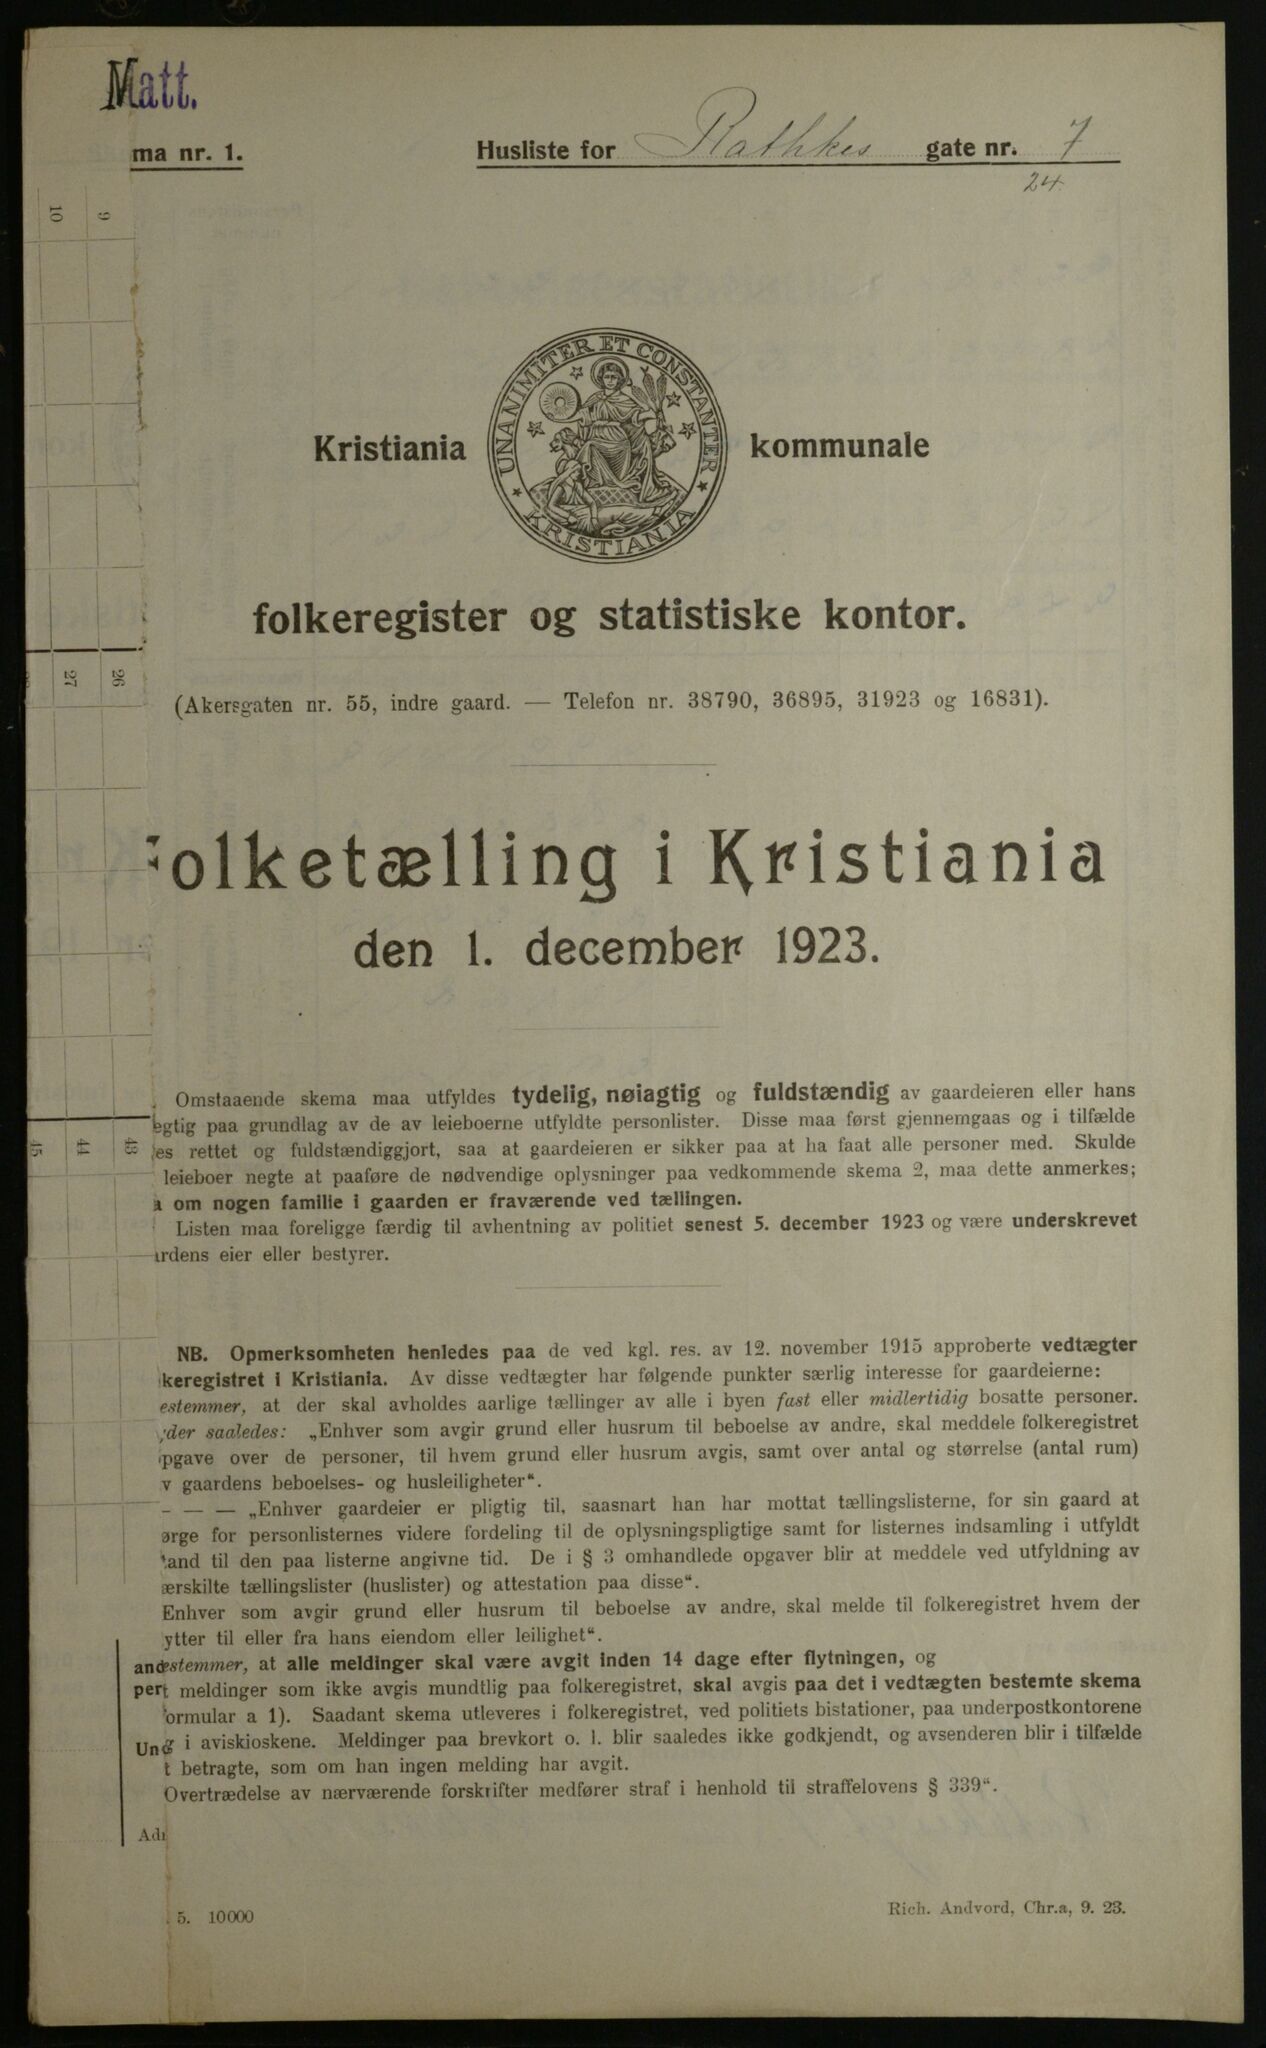 Matt.
ma nr. 1.
Husliste for Rathkes gate nr. 7
24
10 9
UNANIMITER ET CONSTANTER
KRISTIANIA
Kristiania kommunale
folkeregister og statistiske kontor.
27 26
(Akersgaten nr. 55, indre gaard. — Telefon nr. 38790, 36895, 31923 og 16831).
Folketælling i Kristiania
den 1. december 1923.
45 44 43
Omstaaende skema maa utfyldes tydelig, nøiagtig og fuldstændig av gaardeieren eller hans
egtig paa grundlag av de av leieboerne utfyldte personlister. Disse maa først gjennemgaas og i tilfælde
es rettet og fuldstændiggjort, saa at gaardeieren er sikker paa at ha faat alle personer med. Skulde
leieboer negte at paaføre de nødvendige oplysninger paa vedkommende skema 2, maa dette anmerkes;
a om nogen familie i gaarden er fraværende ved tællingen.
Listen maa foreligge færdig til avhentning av politiet senest 5. december 1923 og være underskrevet
ardens eier eller bestyrer.
NB. Opmerksomheten henledes paa de ved kgl. res. av 12. november 1915 approberte vedtægter
keregistret i Kristiania. Av disse vedtægter har følgende punkter særlig interesse for gaardeierne:
estemmer, at der skal avholdes aarlige tællinger av alle i byen fast eller midlertidig bosatte personer.
yder saaledes: „Enhver som avgir grund eller husrum til beboelse av andre, skal meddele folkeregistret
pgave over de personer, til hvem grund eller husrum avgis, samt over antal og størrelse (antal rum)
v gaardens beboelses- og husleiligheter“.
— — — „Enhver gaardeier er pligtig til, saasnart han har mottat tællingslisterne, for sin gaard at
ørge for personlisternes videre fordeling til de oplysningspligtige samt for listernes indsamling i utfyldt
tand til den paa listerne angivne tid. De i § 3 omhandlede opgaver blir at meddele ved utfyldning av
ærskilte tællingslister (huslister) og attestation paa disse“.
Enhver som avgir grund eller husrum til beboelse av andre, skal melde til folkeregistret hvem der
ytter til eller fra hans eiendom eller leilighet“.
and estemmer, at alle meldinger skal være avgit inden 14 dage efter flytningen, og
pert meldinger som ikke avgis mundtlig paa folkeregistret, skal avgis paa det i vedtægten bestemte skema
ormular a 1). Saadant skema utleveres i folkeregistret, ved politiets bistationer, paa underpostkontorene
Ung g i aviskioskene. Meldinger paa brevkort o. l. blir saaledes ikke godkjendt, og avsenderen blir i tilfælde
t betragte, som om han ingen melding har avgit.
Overtrædelse av nærværende forskrifter medfører straf i henhold til straffelovens § 339“.
Adr
5. 10000
Rich. Andvord, Chr.a, 9. 23.